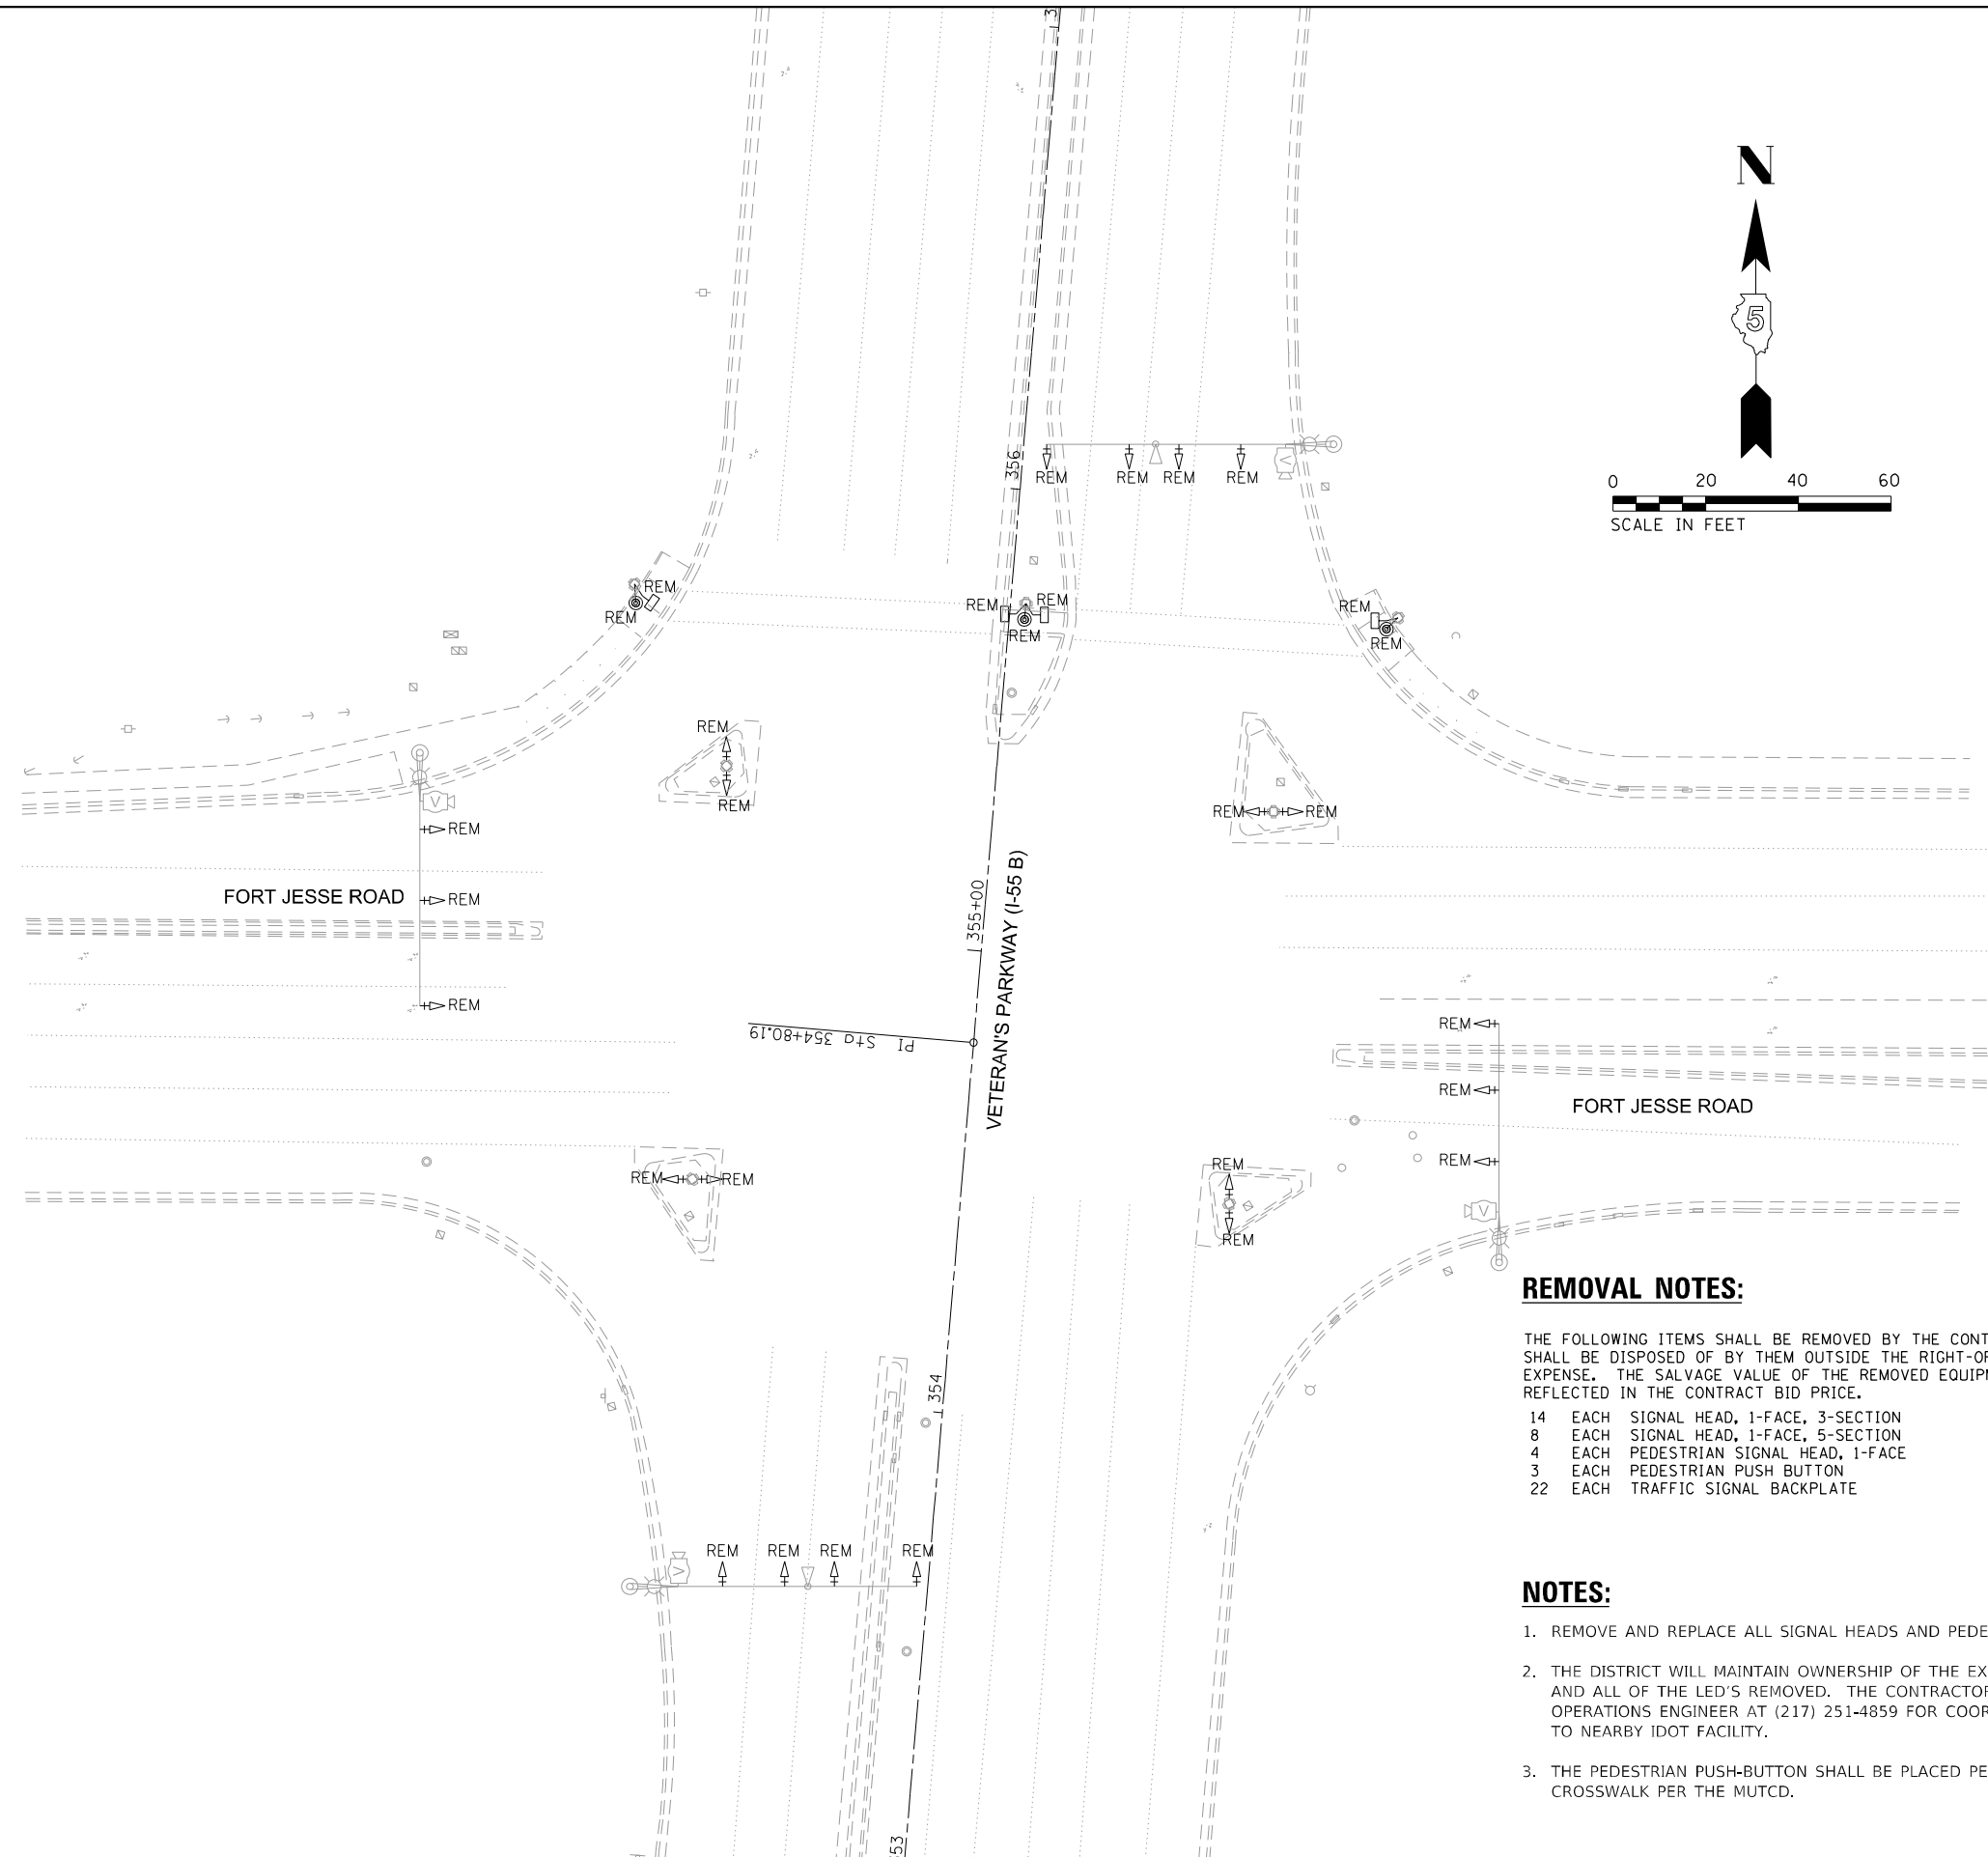 N
5
0 20 40 60
SCALE IN FEET
356
REM REM REM REM
V
REM
REM
REM REM
REM
REM
REM
REM
REM
REM REM
V
REM
FORT JESSE ROAD
REM
REM
355+00
VETERAN'S PARKWAY (I-55 B)
PI Sta 354+80.19
REM
REM
FORT JESSE ROAD
REM
V
REM REM
REM
REM
354
REM REM REM REM
V
53
REMOVAL NOTES:
THE FOLLOWING ITEMS SHALL BE REMOVED BY THE CONT
SHALL BE DISPOSED OF BY THEM OUTSIDE THE RIGHT-OF
EXPENSE. THE SALVAGE VALUE OF THE REMOVED EQUIPM
REFLECTED IN THE CONTRACT BID PRICE.
14 EACH SIGNAL HEAD, 1-FACE, 3-SECTION
8 EACH SIGNAL HEAD, 1-FACE, 5-SECTION
4 EACH PEDESTRIAN SIGNAL HEAD, 1-FACE
3 EACH PEDESTRIAN PUSH BUTTON
22 EACH TRAFFIC SIGNAL BACKPLATE
NOTES:
1. REMOVE AND REPLACE ALL SIGNAL HEADS AND PEDE
2. THE DISTRICT WILL MAINTAIN OWNERSHIP OF THE EX
AND ALL OF THE LED'S REMOVED. THE CONTRACTOR
OPERATIONS ENGINEER AT (217) 251-4859 FOR COOR
TO NEARBY IDOT FACILITY.
3. THE PEDESTRIAN PUSH-BUTTON SHALL BE PLACED PE
CROSSWALK PER THE MUTCD.